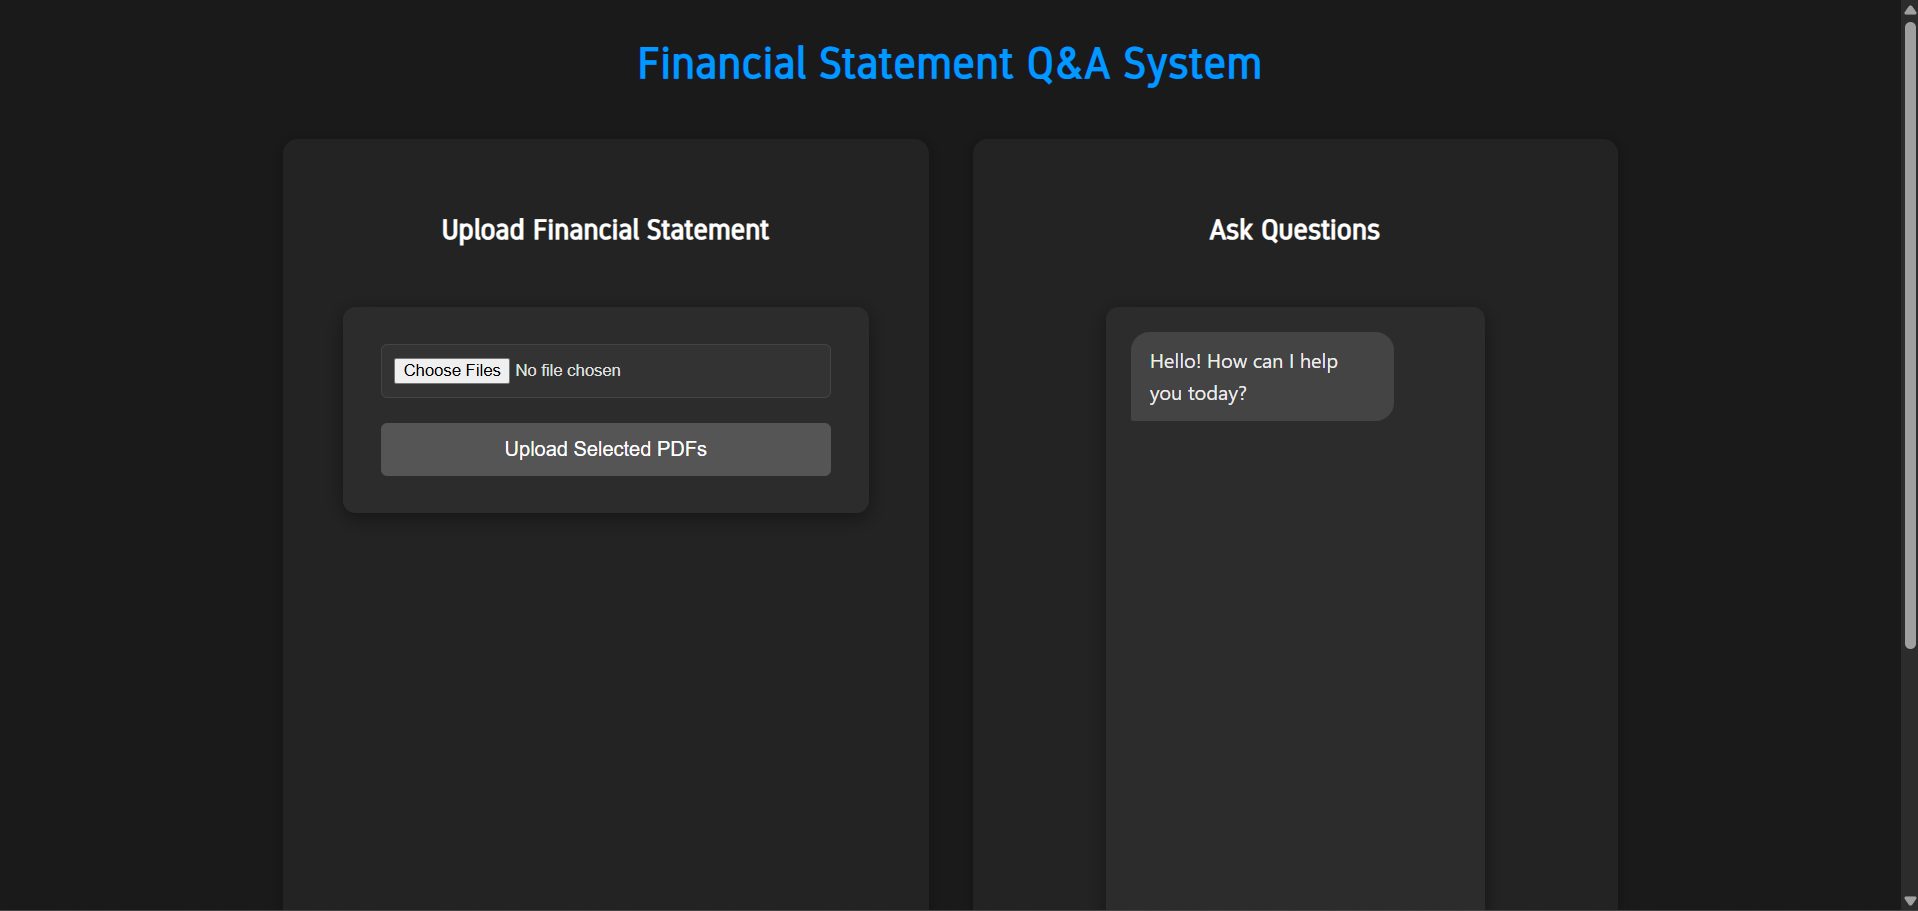 Financial Statement Q&A System
Upload Financial Statement
Choose Files No file chosen
Upload Selected PDFs
Ask Questions
Hello! How can I help
you today?